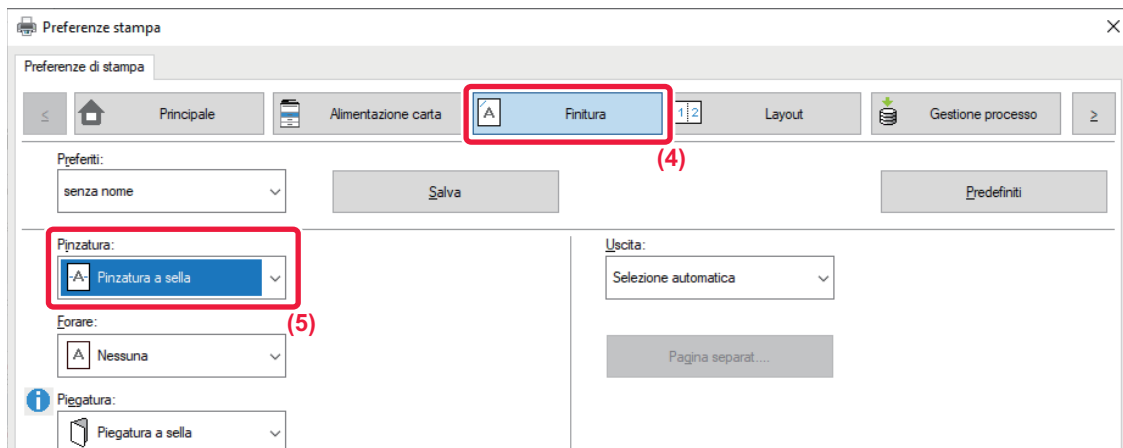 Preferenze stampa
Preferenze di stampa
< Principale Alimentazione carta A Finitura 1 2 Layout Gestione processo >
(4)
Preferiti:
senza nome Salva Predefiniti
Pinzatura: Uscita:
-A- Pinzatura a sella Selezione automatica
(5)
Forare:
A Nessuna Pagina separat....
i Piegatura:
Piegatura a sella